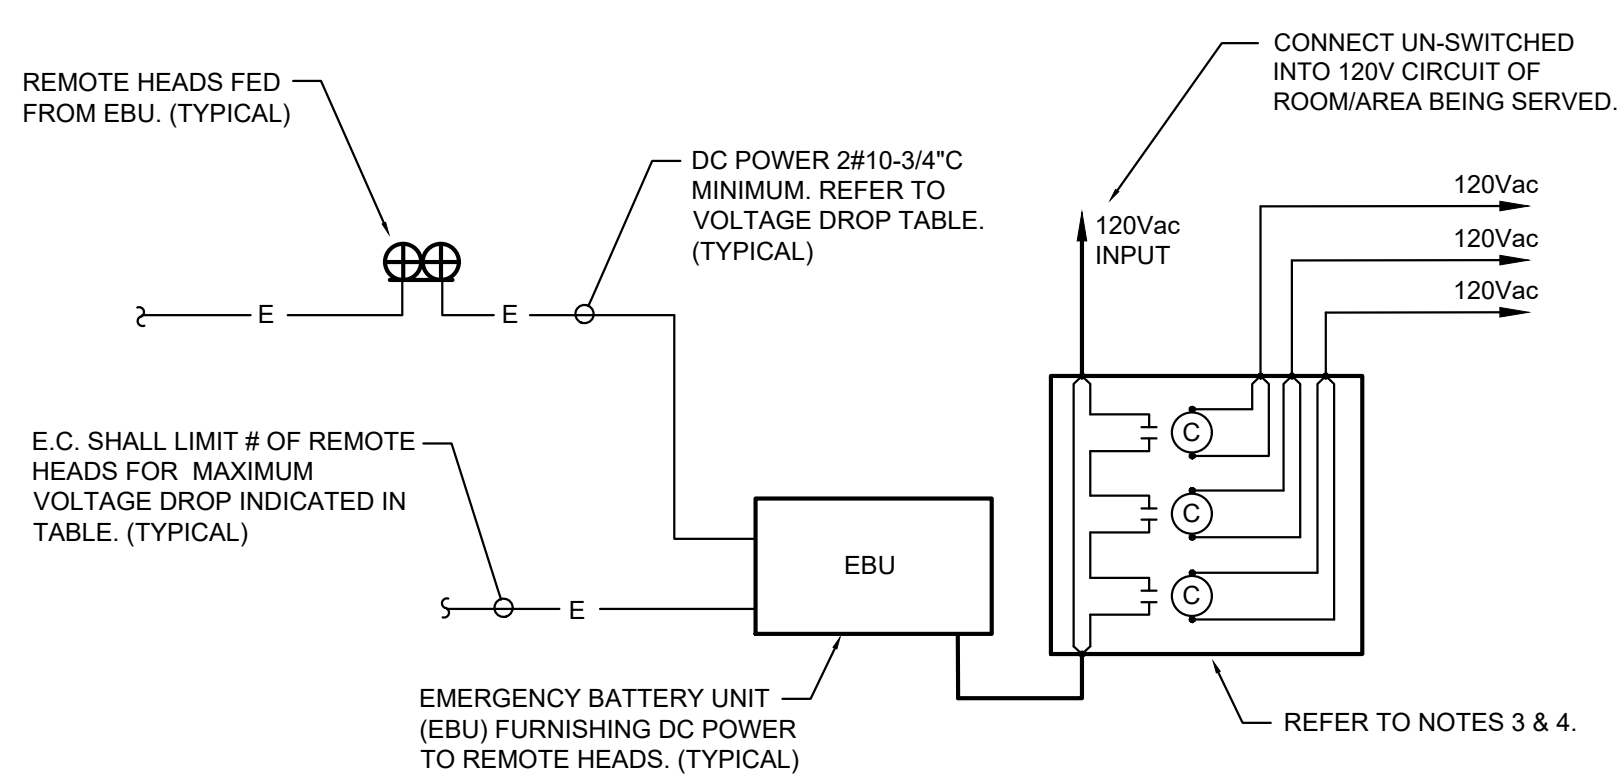 REMOTE HEADS FED
FROM EBU. (TYPICAL)
DC POWER 2#10-3/4"C
MINIMUM. REFER TO
VOLTAGE DROP TABLE.
(TYPICAL)
CONNECT UN-SWITCHED
INTO 120V CIRCUIT OF
ROOM/AREA BEING SERVED.
120Vac
INPUT
120Vac
120Vac
120Vac
E
E
E.C. SHALL LIMIT # OF REMOTE
HEADS FOR MAXIMUM
VOLTAGE DROP INDICATED IN
TABLE. (TYPICAL)
E
EBU
C
C
C
EMERGENCY BATTERY UNIT
(EBU) FURNISHING DC POWER
TO REMOTE HEADS. (TYPICAL)
REFER TO NOTES 3 & 4.